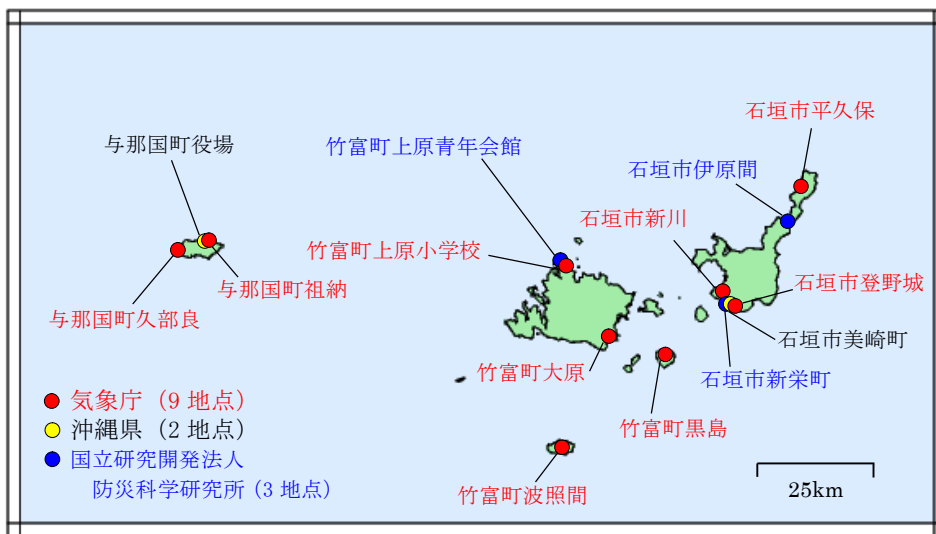 石垣市平久保
与那国町役場
竹富町上原青年会館
石垣市伊原間
石垣市新川
竹富町上原小学校
与那国町祖納
石垣市登野城
与那国町久部良
石垣市美崎町
竹富町大原
石垣市新栄町
気象庁（9 地点）
沖縄県（2 地点）
竹富町黒島
国立研究開発法人
防災科学研究所（3 地点）
竹富町波照間
25km